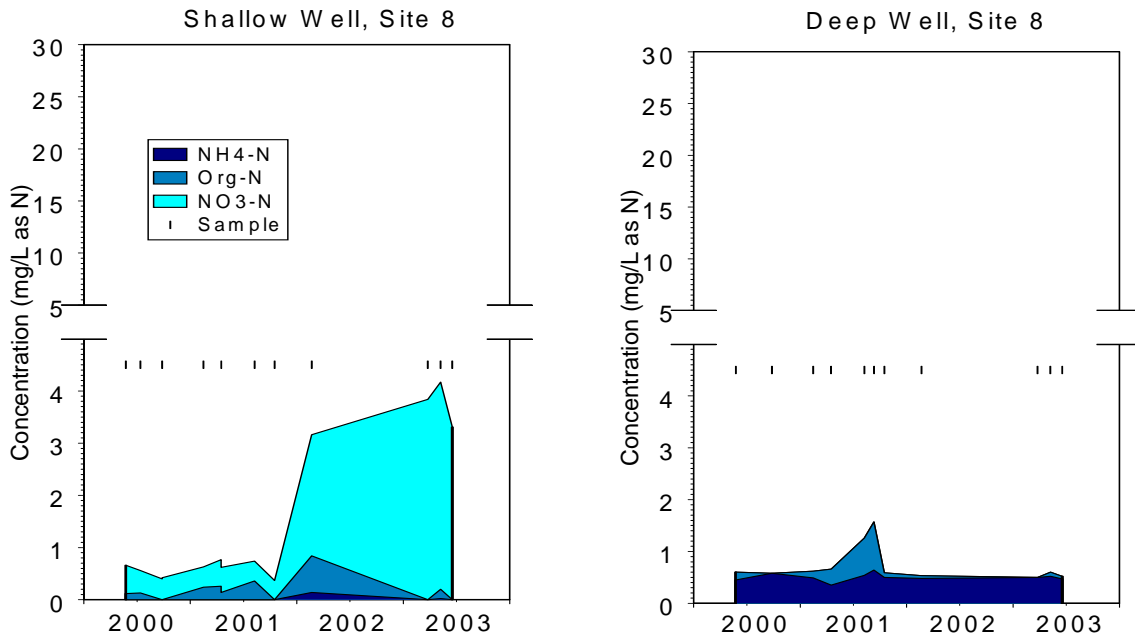 Shallow Well, Site 8
Deep Well, Site 8
Concentration (mg/L as N)
30
25
20
15
10
5
4
3
2
1
0
NH4-N
Org-N
NO3-N
Sample
2000 2001 2002 2003
Concentration (mg/L as N)
30
25
20
15
10
5
4
3
2
1
0
2000 2001 2002 2003